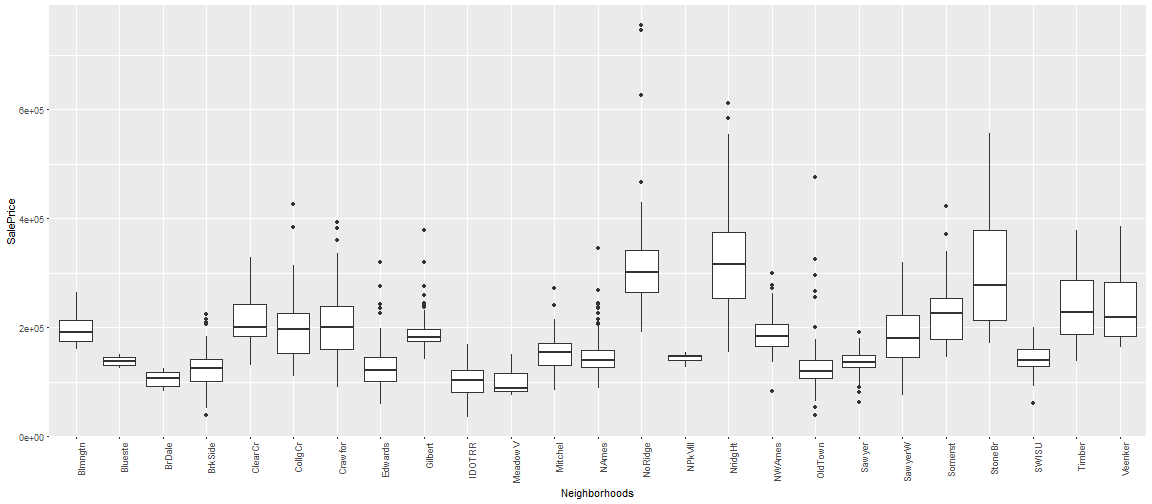 SalePrice
6e+05
4e+05
2e+05
0e+00
Blmngtn
Blueste
BrDale
BrkSide
ClearCr
CollgCr
Crawfor
Edwards
Gilbert
IDOTRR
MeadowV
Mitchel
NAmes
NoRidge
NPkVill
NridgHt
NWAmes
OldTown
Sawyer
SawyerW
Somerst
StoneBr
SWISU
Timber
Veenker
Neighborhoods